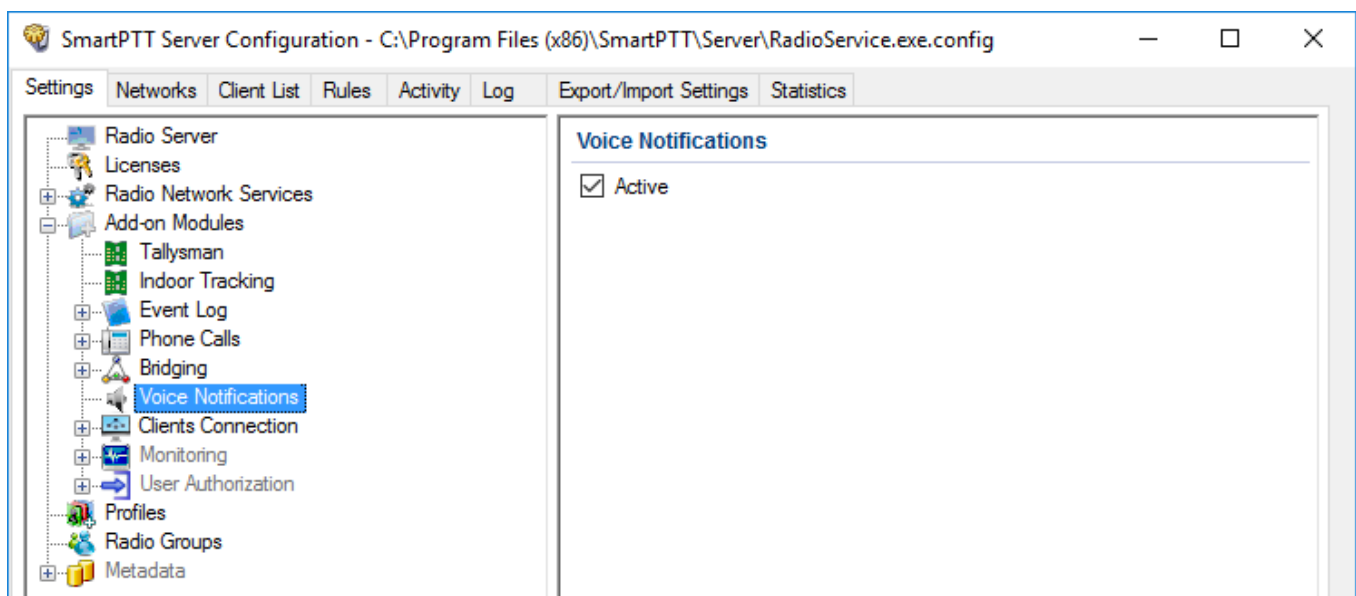 SmartPTT Server Configuration - C:\Program Files (x86)\SmartPTT\Server\RadioService.exe.config
Settings Networks Client List Rules Activity Log Export/Import Settings Statistics
Radio Server
Licenses
Radio Network Services
Add-on Modules
Tallysman
Indoor Tracking
Event Log
Phone Calls
Bridging
Voice Notifications
Clients Connection
Monitoring
User Authorization
Profiles
Radio Groups
Metadata
Voice Notifications
Active